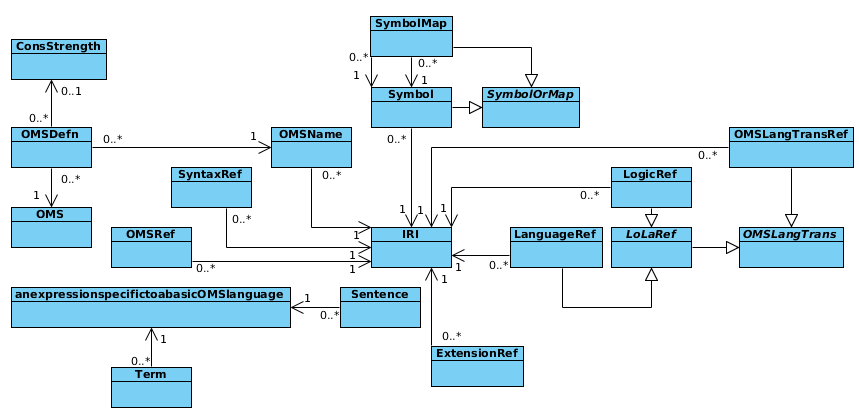 SymbolMap
ConsStrength
0..*
0..*
1
1
0..1
Symbol
SymbolOrMap
0..*
OMSDefn
0..*
1
OMSName
0..*
OMSLangTransRef
0..*
0..*
SyntaxRef
0..*
LogicRef
1
0..*
0..*
OMS
0..*
1
1
1
OMSRef
1
IRI
LanguageRef
LoLaRef
OMSLangTrans
1
0..*
1
1
0..*
1
anexpressionspecifictoabasicOMSlanguage
1
Sentence
0..*
1
0..*
0..*
ExtensionRef
Term